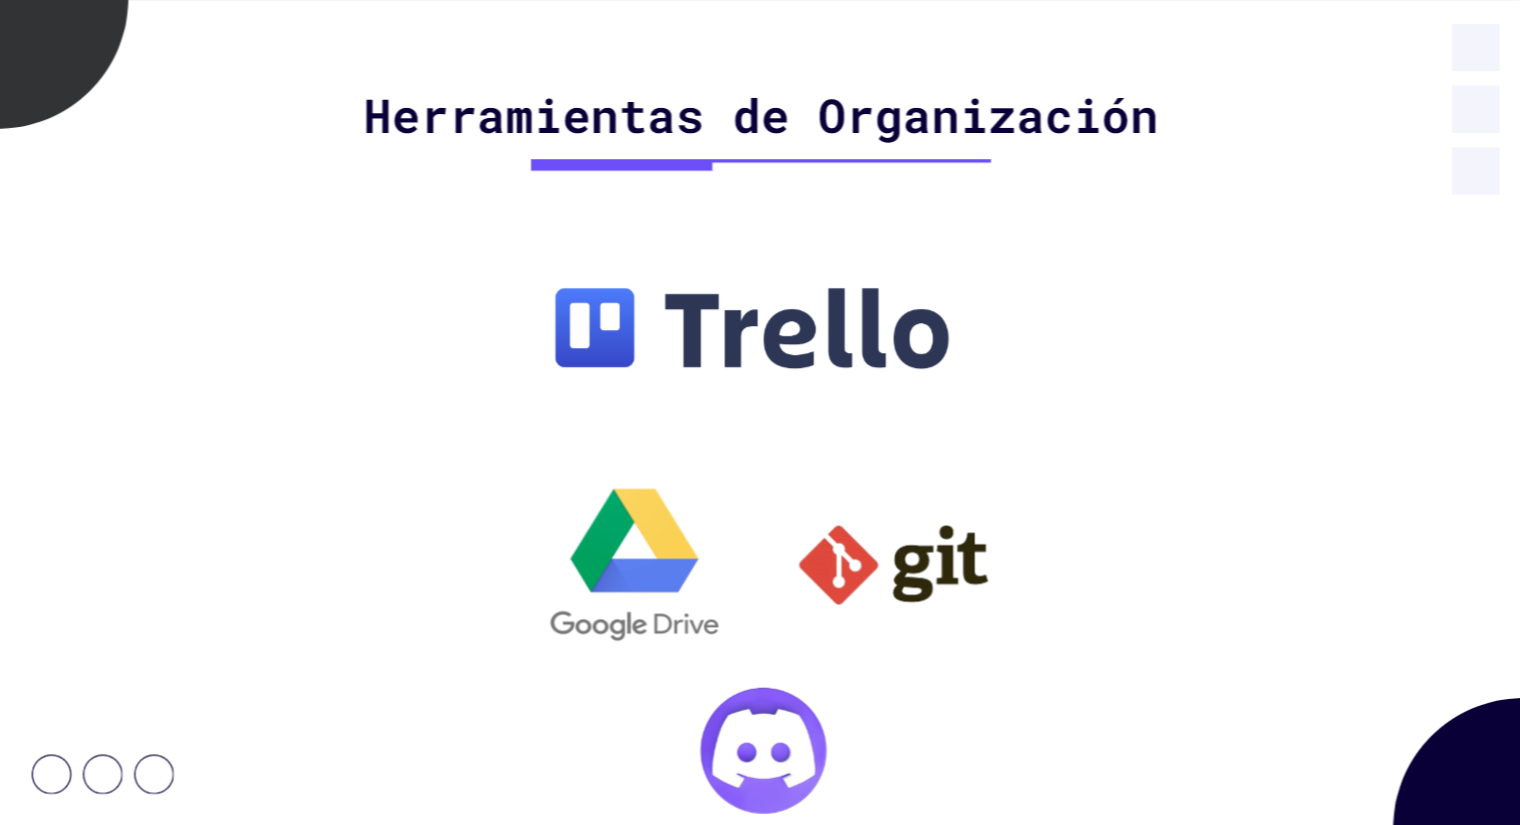 Herramientas de Organización
Trello
Google Drive
git